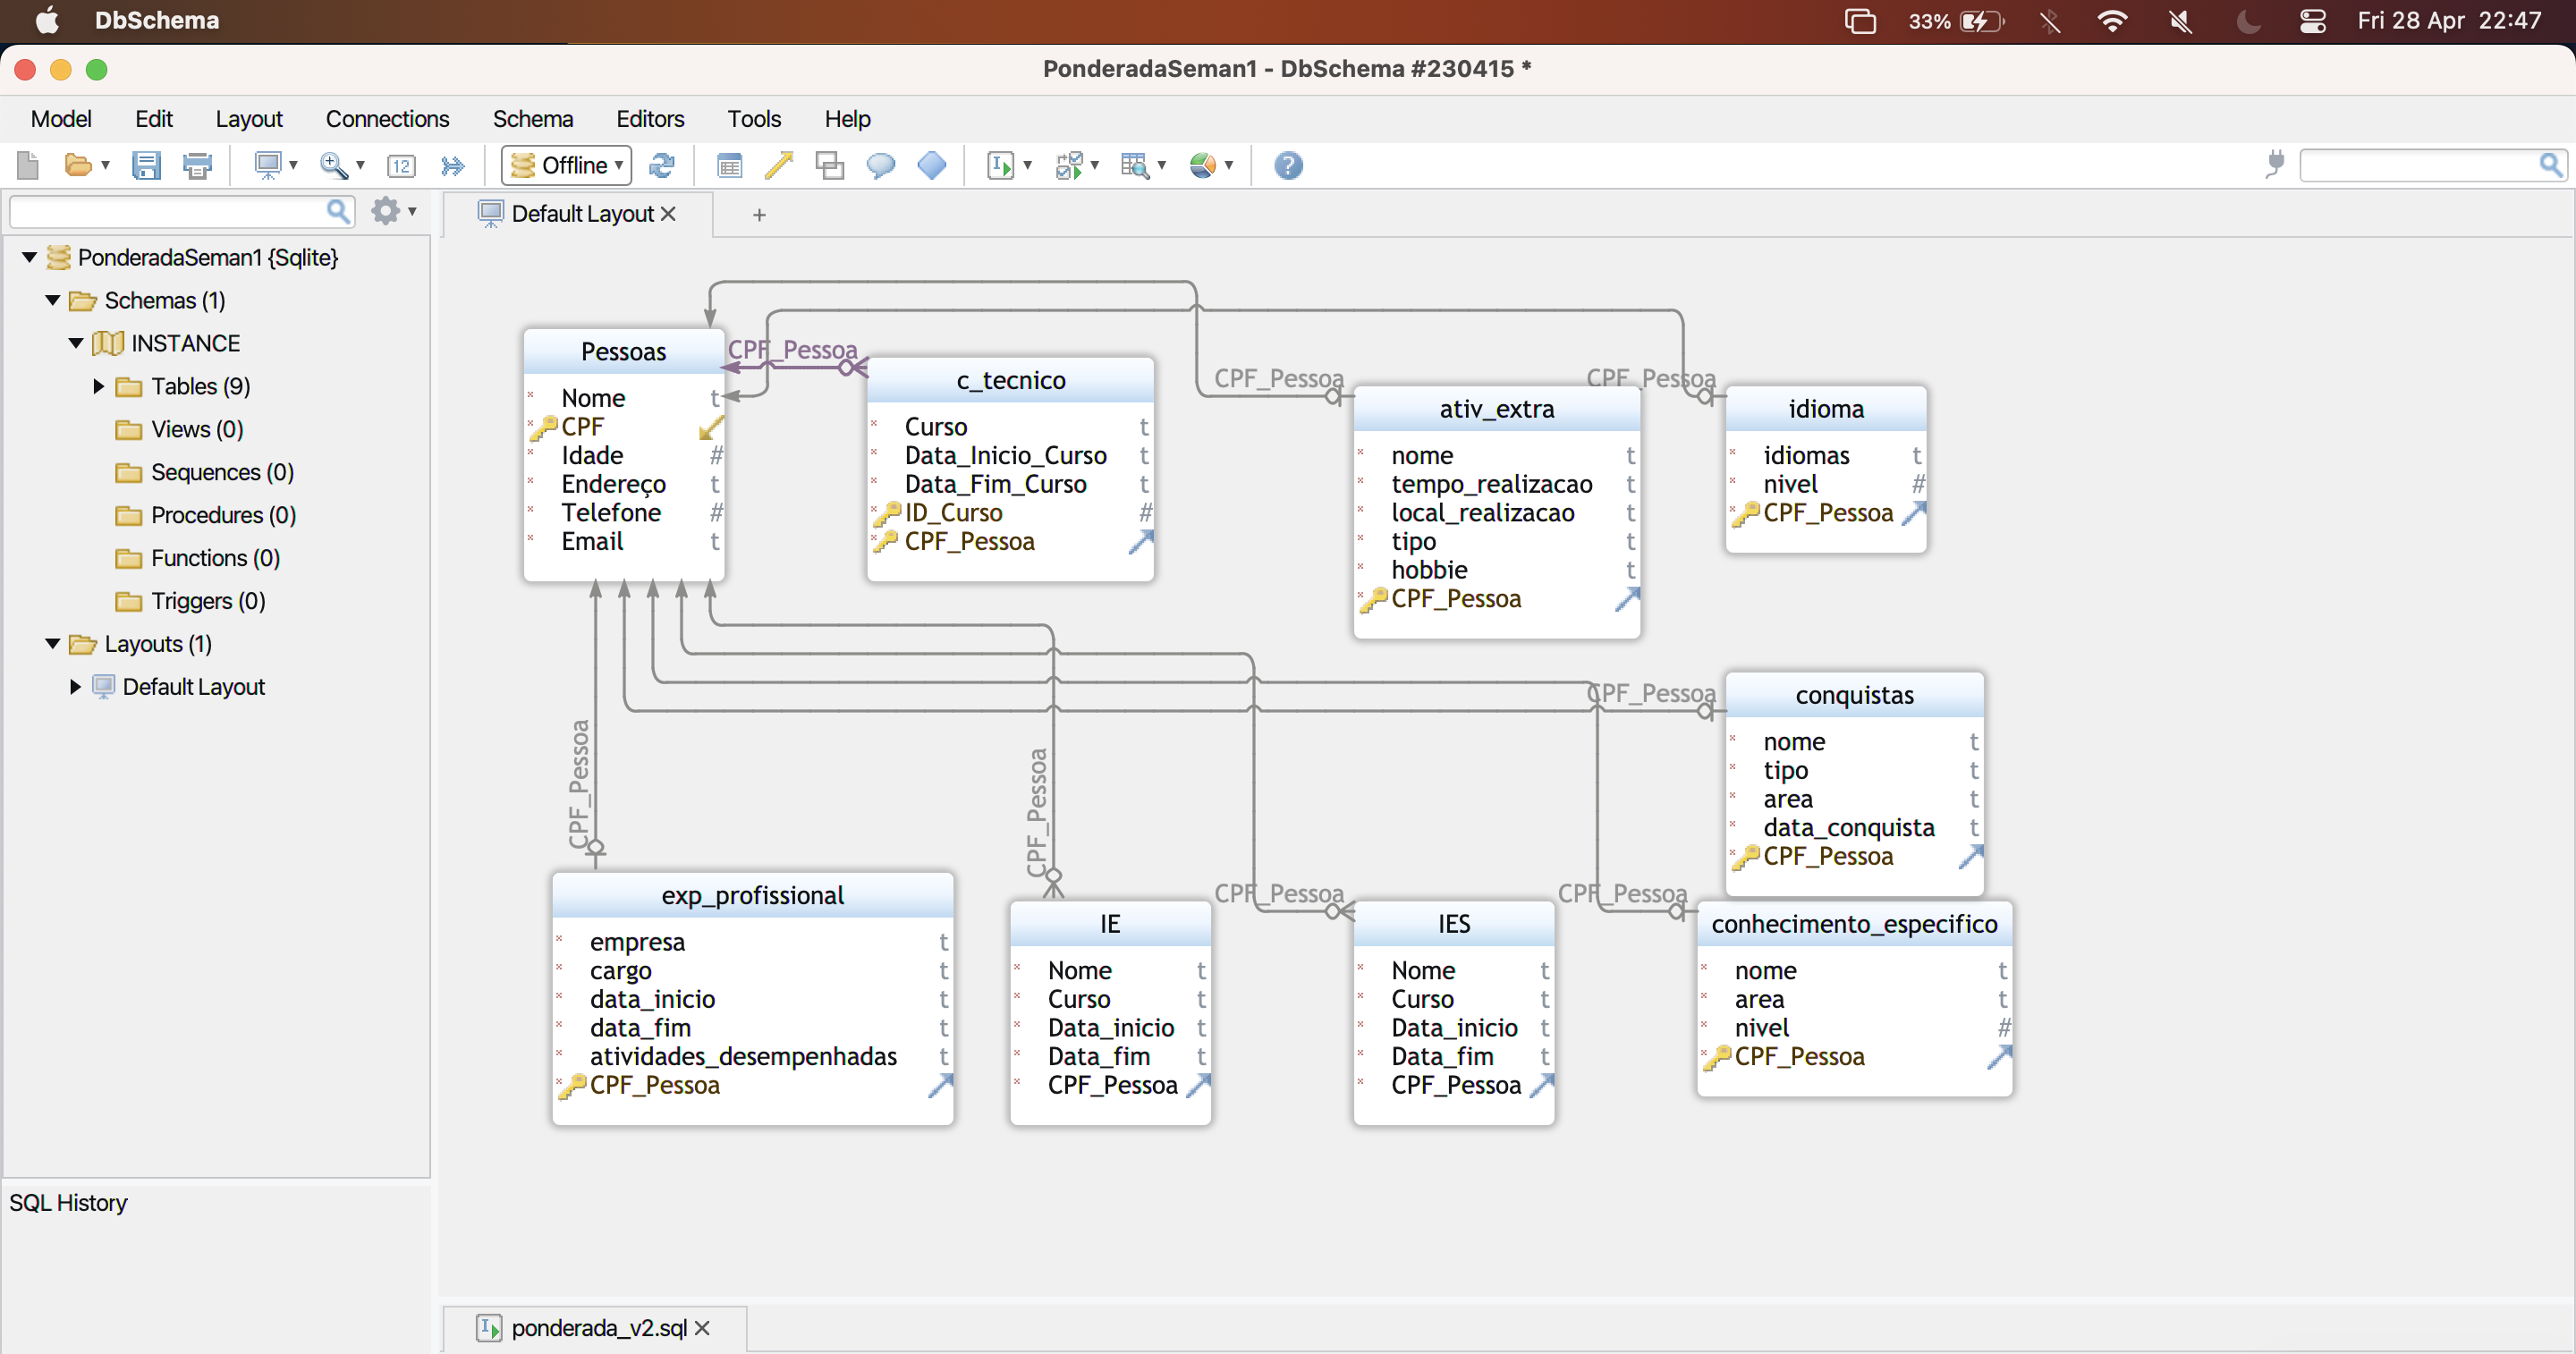 DbSchema
33%
Fri 28 Apr 22:47
PonderadaSeman1 - DbSchema #230415 *
Model Edit Layout Connections Schema Editors Tools Help
12 Offline ?
Default Layout
+
PonderadaSeman1 {Sqlite}
Schemas (1)
INSTANCE
Tables (9)
Views (0)
Sequences (0)
Procedures (0)
Functions (0)
Triggers (0)
Layouts (1)
Default Layout
SQL History
Pessoas
* Nome t
* CPF
* Idade #
* Endereço t
* Telefone #
* Email t
CPF_Pessoa
c_tecnico
* Curso t
* Data_Inicio_Curso t
* Data_Fim_Curso t
* ID_Curso #
* CPF_Pessoa
CPF_Pessoa
ativ_extra
* nome t
* tempo_realizacao t
* local_realizacao t
* tipo t
* hobbie t
* CPF_Pessoa
CPF_Pessoa
idioma
* idiomas t
* nivel #
* CPF_Pessoa
CPF_Pessoa
conquistas
* nome t
* tipo t
* area t
* data_conquista t
* CPF_Pessoa
CPF_Pessoa
exp_profissional
* empresa t
* cargo t
* data_inicio t
* data_fim t
* atividades_desempenhadas t
* CPF_Pessoa
CPF_Pessoa
IE
* Nome t
* Curso t
* Data_inicio t
* Data_fim t
* CPF_Pessoa
CPF_Pessoa
IES
* Nome t
* Curso t
* Data_inicio t
* Data_fim t
* CPF_Pessoa
CPF_Pessoa
conhecimento_especifico
* nome t
* area t
* nivel #
* CPF_Pessoa
ponderada_v2.sql